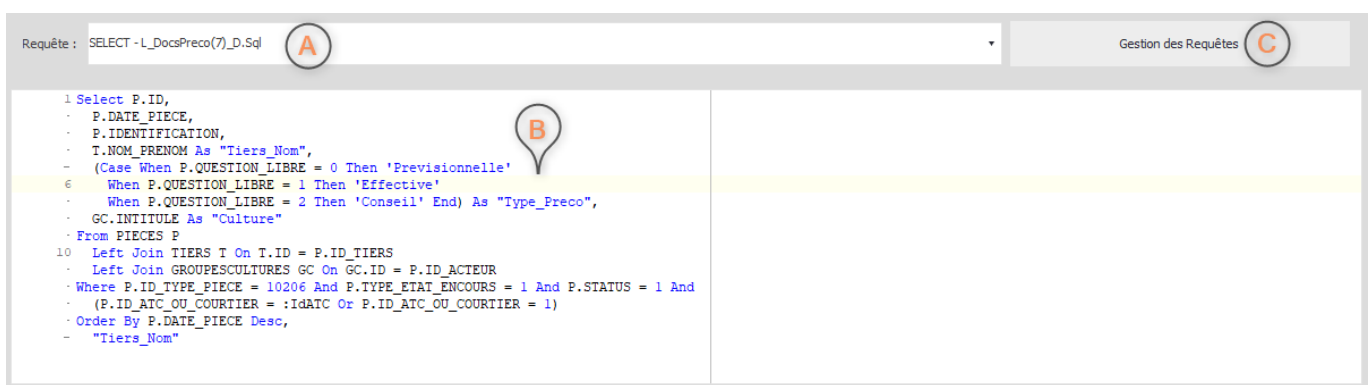 Requête : SELECT - L_DocsPreco(7)_D.Sql A Gestion des Requêtes C
1 Select P.ID,
P.DATE_PIECE,
P.IDENTIFICATION,
B
T.NOM_PRENOM As "Tiers_Nom",
(Case When P.QUESTION_LIBRE = 0 Then 'Previsionnelle'
6 When P.QUESTION_LIBRE = 1 Then 'Effective'
When P.QUESTION_LIBRE = 2 Then 'Conseil' End) As "Type_Preco",
GC.INTITULE As "Culture"
From PIECES P
10 Left Join TIERS T On T.ID = P.ID_TIERS
Left Join GROUPESCULTURES GC On GC.ID = P.ID_ACTEUR
Where P.ID_TYPE_PIECE = 10206 And P.TYPE_ETAT_ENCOURS = 1 And P.STATUS = 1 And
(P.ID_ATC_OU_COURTIER = :IdATC Or P.ID_ATC_OU_COURTIER = 1)
Order By P.DATE_PIECE Desc,
"Tiers_Nom"